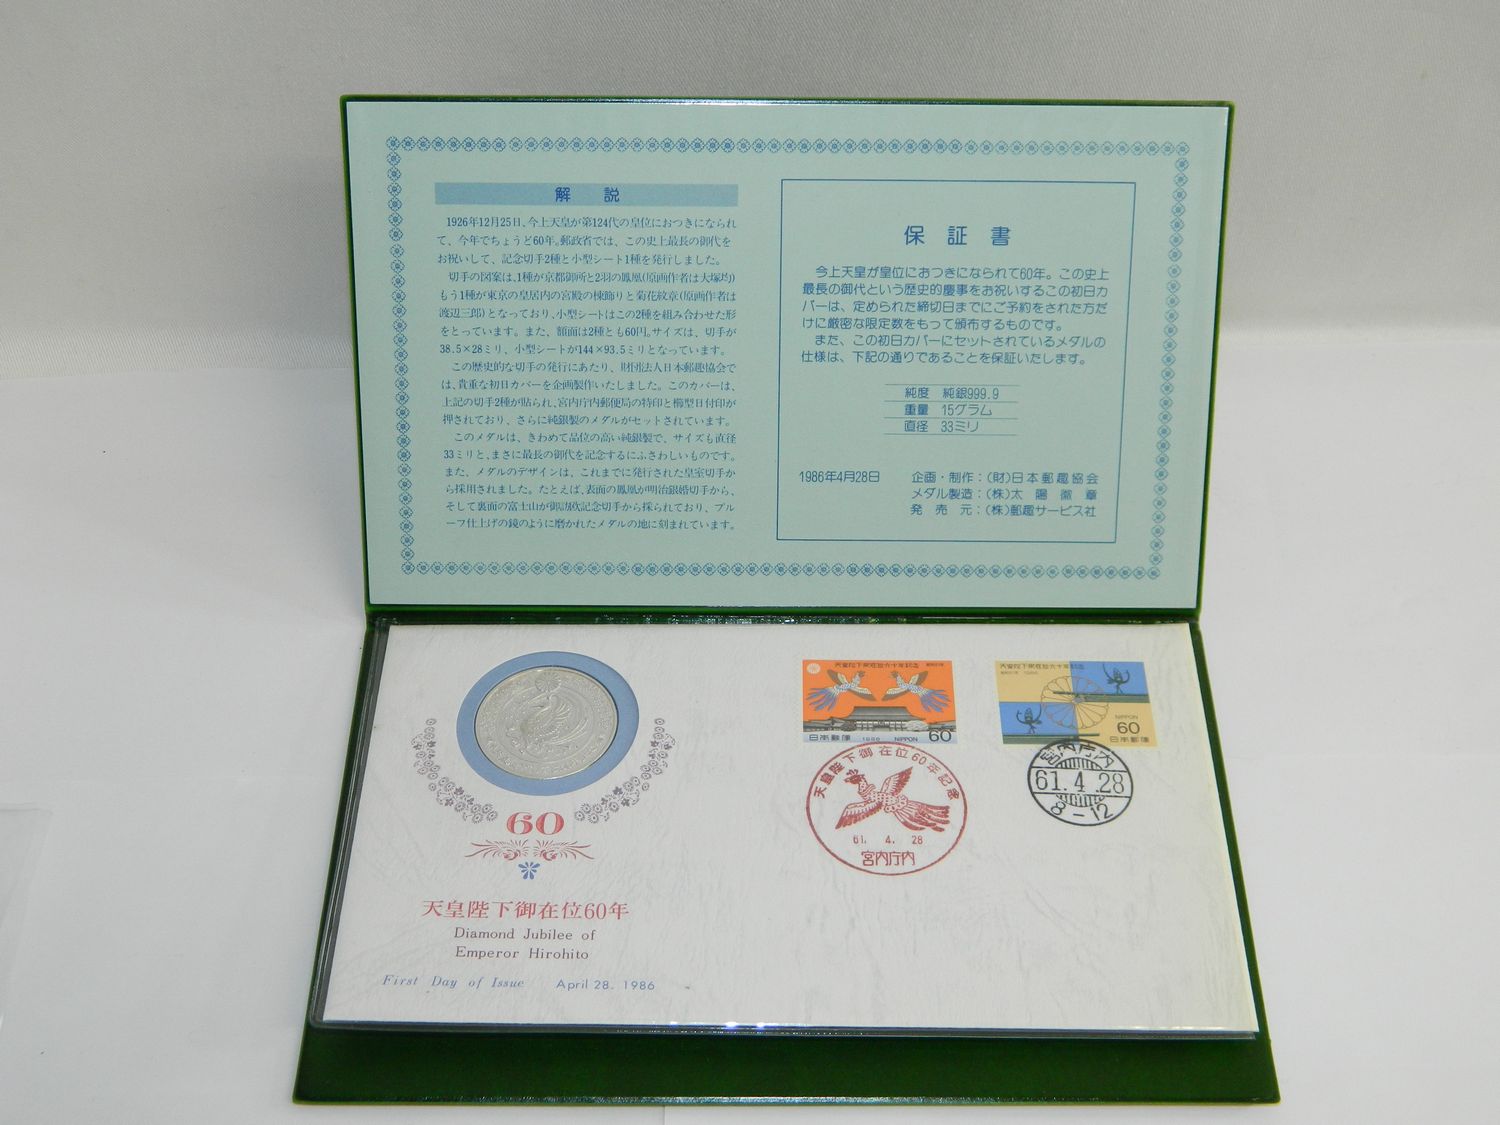 解説
1926年12月25日、今上天皇が第124代の皇位におつきになられ
て、今年でちょうど60年。郵政省では、この史上最長の御代を
お祝いして、記念切手2種と小型シート1種を発行しました。
切手の図案は、1種が京都御所と2羽の鳳凰(原画作者は大塚均)
もう1種が東京の皇居内の宮殿の棟飾りと菊花紋章(原画作者は
渡辺三郎)となっており、小型シートはこの2種を組み合わせた形
をとっています。また、額面は2種とも60円。サイズは、切手が
38.5×28ミリ、小型シートが144×93.5ミリとなっています。
この歴史的な切手の発行にあたり、財団法人日本郵趣協会で
は、貴重な初日カバーを企画製作いたしました。このカバーは、
上記の切手2種が貼られ、宮内庁内郵便局の特印と櫛型日付印が
押されており、さらに純銀製のメダルがセットされています。
このメダルは、きわめて品位の高い純銀製で、サイズも直径
33ミリと、まさに最長の御代を記念するにふさわしいものです。
また、メダルのデザインは、これまでに発行された皇室切手か
ら採用されました。たとえば、表面の鳳凰が明治銀婚切手から、
そして裏面の富士山が御訪欧記念切手から採られており、プル
ーフ仕上げの鏡のように磨かれたメダルの地に刻まれています。
保証書
今上天皇が皇位におつきになられて60年。この史上
最長の御代という歴史的慶事をお祝いするこの初日カ
バーは、定められた締切日までにご予約をされた方だ
けに厳密な限定数をもって頒布するものです。
また、この初日カバーにセットされているメダルの
仕様は、下記の通りであることを保証いたします。
純度 純銀999.9
重量 15グラム
直径 33ミリ
1986年4月28日 企画・制作：(財)日本郵趣協会
メダル製造：(株)太陽徽章
発売元：(株)郵趣サービス社
60
天皇陛下御在位60年
Diamond Jubilee of
Emperor Hirohito
First Day of Issue April 28. 1986
天皇陛下御在位六十年記念
日本郵便 1986 NIPPON 60
天皇陛下御在位60年記念
61. 4. 28
宮内庁内
天皇陛下御在位六十年記念
昭和61年 1986
NIPPON
60
日本郵便
宮内庁内
61.4.28
8-12